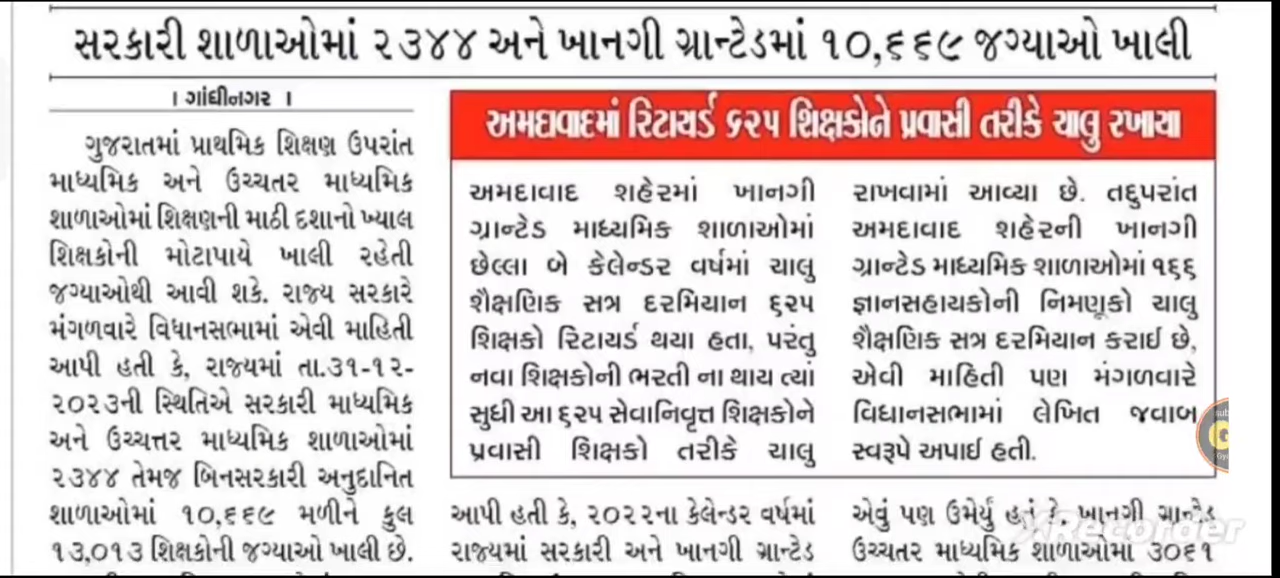 સરકારી શાળાઓમાં ૨૩૪૪ અને ખાનગી ગ્રાન્ટેડમાં ૧૦,૬૬૯ જગ્યાઓ ખાલી
। ગાંધીનગર ।
ગુજરાતમાં પ્રાથમિક શિક્ષણ ઉપરાંત
માધ્યમિક અને ઉચ્ચતર માધ્યમિક
શાળાઓમાં શિક્ષણની માઠી દશાનો ખ્યાલ
શિક્ષકોની મોટાપાયે ખાલી રહેતી
જગ્યાઓથી આવી શકે. રાજ્ય સરકારે
મંગળવારે વિધાનસભામાં એવી માહિતી
આપી હતી કે, રાજ્યમાં તા.૩૧-૧૨-
૨૦૨૩ની સ્થિતિએ સરકારી માધ્યમિક
અને ઉચ્ચત્તર માધ્યમિક શાળાઓમાં
૨૩૪૪ તેમજ બિનસરકારી અનુદાનિત
શાળાઓમાં ૧૦,૬૬૯ મળીને કુલ
૧૩,૦૧૩ શિક્ષકોની જગ્યાઓ ખાલી છે.
અમદાવાદમાં રિટાયર્ડ ૬૨૫ શિક્ષકોને પ્રવાસી તરીકે ચાલુ રખાયા
અમદાવાદ શહેરમાં ખાનગી
ગ્રાન્ટેડ માધ્યમિક શાળાઓમાં
છેલ્લા બે કેલેન્ડર વર્ષમાં ચાલુ
શૈક્ષણિક સત્ર દરમિયાન ૬૨૫
શિક્ષકો રિટાયર્ડ થયા હતા, પરંતુ
નવા શિક્ષકોની ભરતી ના થાય ત્યાં
સુધી આ ૬૨૫ સેવાનિવૃત્ત શિક્ષકોને
પ્રવાસી શિક્ષકો તરીકે ચાલુ
રાખવામાં આવ્યા છે. તદુપરાંત
અમદાવાદ શહેરની ખાનગી
ગ્રાન્ટેડ માધ્યમિક શાળાઓમાં ૧૬૬
જ્ઞાનસહાયકોની નિમણૂકો ચાલુ
શૈક્ષણિક સત્ર દરમિયાન કરાઈ છે,
એવી માહિતી પણ મંગળવારે
વિધાનસભામાં લેખિત જવાબ
સ્વરૂપે અપાઈ હતી.
આપી હતી કે, ૨૦૨૨ના કેલેન્ડર વર્ષમાં
રાજ્યમાં સરકારી અને ખાનગી ગ્રાન્ટેડ
એવું પણ ઉમેર્યું હતું કે ખાનગી ગ્રાન્ટેડ
ઉચ્ચતર માધ્યમિક શાળાઓમાં ૩૦૬૧
XRecorder